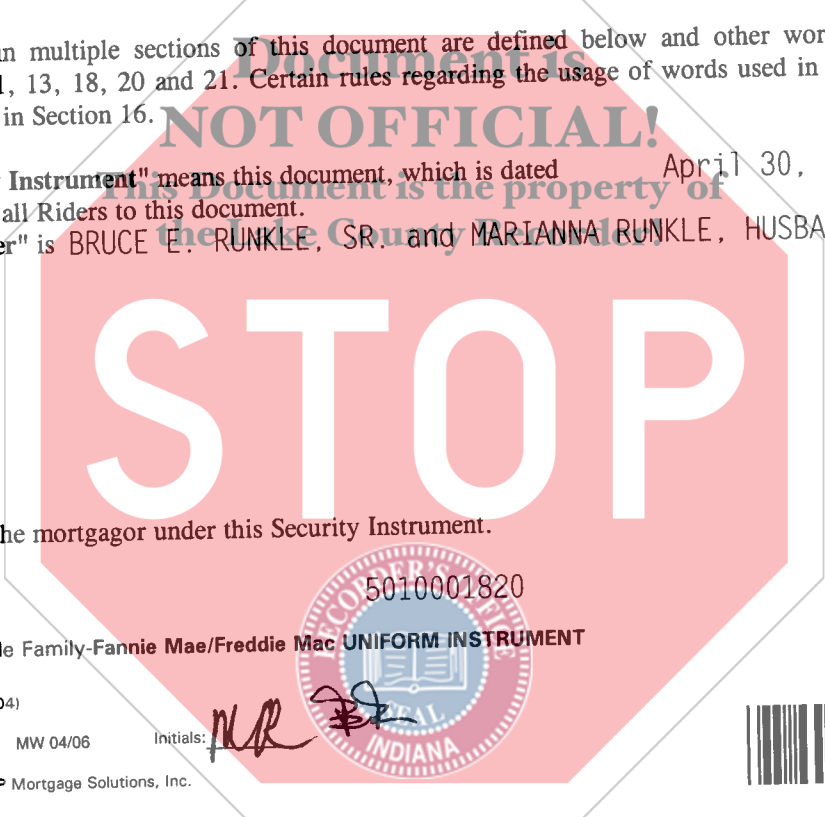 in multiple sections of this document are defined below and other wor
1, 13, 18, 20 and 21. Certain rules regarding the usage of words used in
in Section 16.
Document is
NOT OFFICIAL!
This Document is the property of
the Lake County Recorder!
Instrument" means this document, which is dated April 30,
all Riders to this document.
er" is BRUCE E. RUNKLE, SR. and MARIANNA RUNKLE, HUSBA
STOP
he mortgagor under this Security Instrument.
5010001820
le Family-Fannie Mae/Freddie Mac UNIFORM INSTRUMENT
04)
MW 04/06 Initials: MR BR
P Mortgage Solutions, Inc.
RECORDER'S OFFICE
SEAL
INDIANA